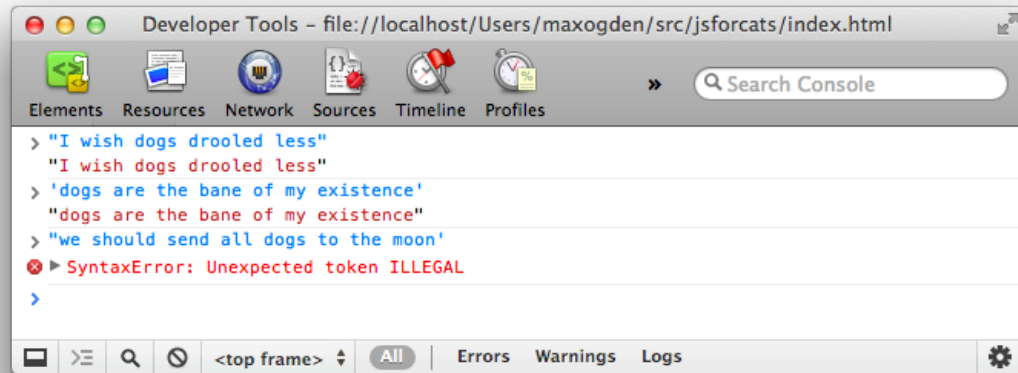 Developer Tools - file://localhost/Users/maxogden/src/jsforcats/index.html
Elements Resources Network Sources Timeline Profiles » Search Console
> "I wish dogs drooled less"
"I wish dogs drooled less"
> 'dogs are the bane of my existence'
"dogs are the bane of my existence"
> "we should send all dogs to the moon'
SyntaxError: Unexpected token ILLEGAL
>
<top frame> All Errors Warnings Logs